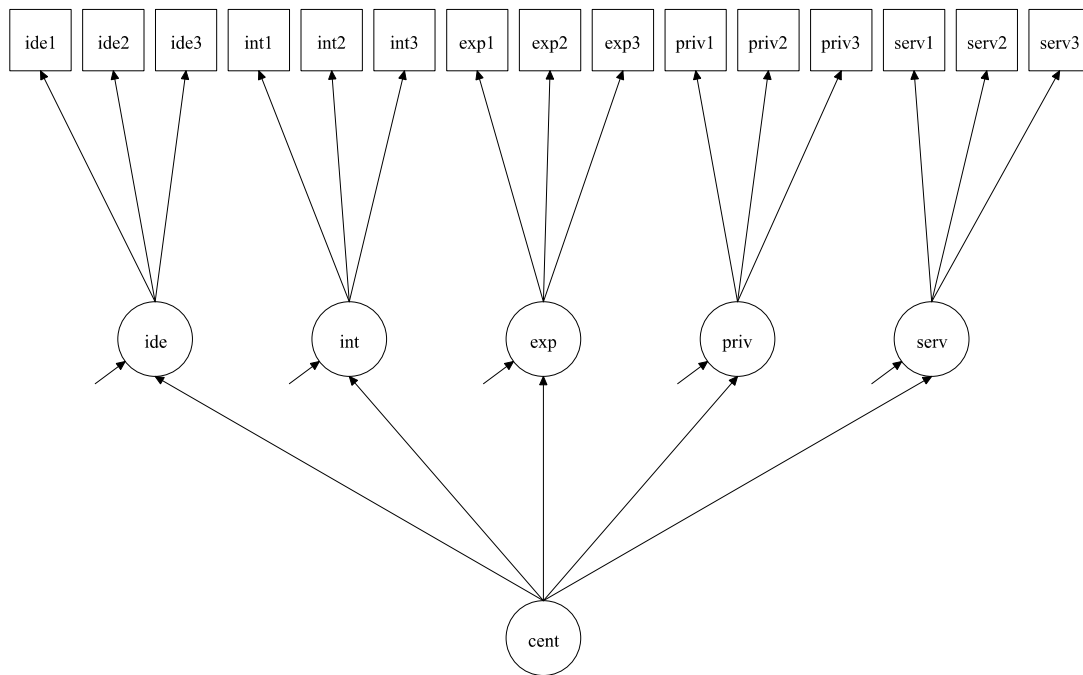 ide1 ide2 ide3 int1 int2 int3 exp1 exp2 exp3 priv1 priv2 priv3 serv1 serv2 serv3
ide int exp priv serv
cent